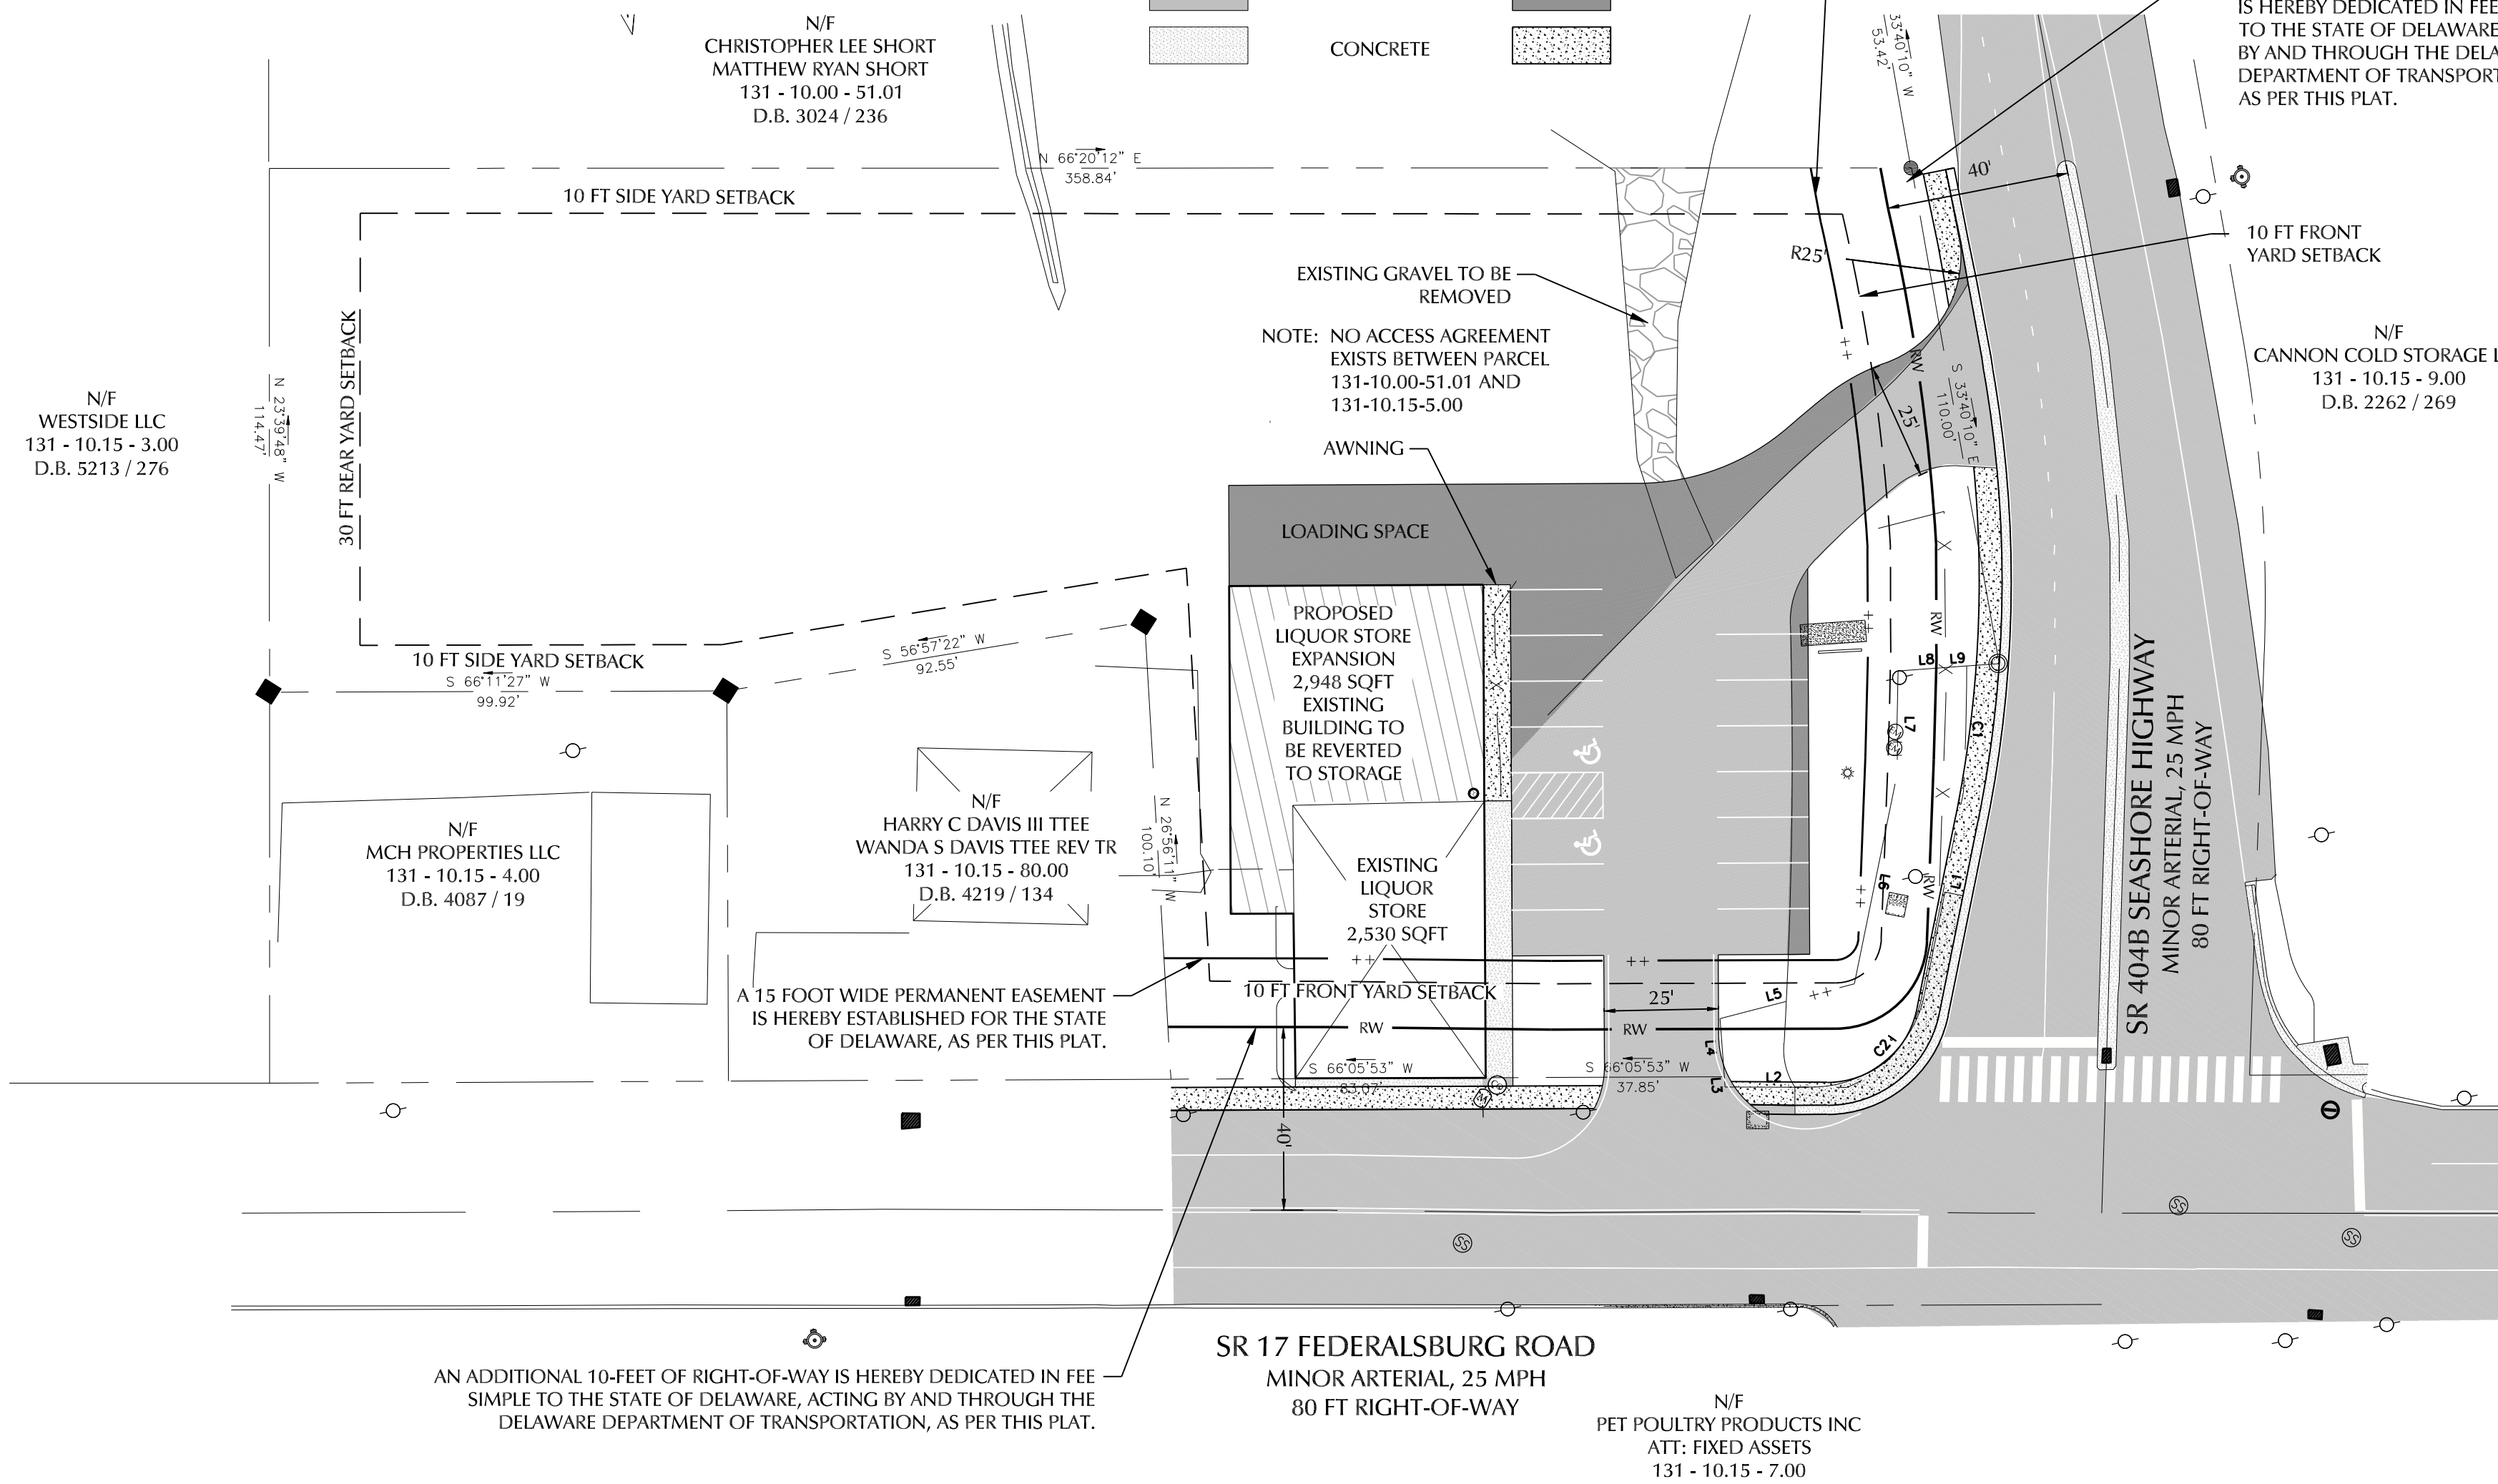 N/F
CHRISTOPHER LEE SHORT
MATTHEW RYAN SHORT
131 - 10.00 - 51.01
D.B. 3024 / 236
CONCRETE
33°40'10" W
53.42'
IS HEREBY DEDICATED IN FEE
TO THE STATE OF DELAWARE
BY AND THROUGH THE DELA
DEPARTMENT OF TRANSPORT
AS PER THIS PLAT.
N 66°20'12" E
358.84'
40'
10 FT SIDE YARD SETBACK
10 FT FRONT
YARD SETBACK
R25'
EXISTING GRAVEL TO BE
REMOVED
NOTE: NO ACCESS AGREEMENT
EXISTS BETWEEN PARCEL
131-10.00-51.01 AND
131-10.15-5.00
AWNING
N/F
CANNON COLD STORAGE L
131 - 10.15 - 9.00
D.B. 2262 / 269
N/F
WESTSIDE LLC
131 - 10.15 - 3.00
D.B. 5213 / 276
N 23°39'48" W
114.47'
30 FT REAR YARD SETBACK
++
RW
S 33°40'10" E
110.00'
25'
LOADING SPACE
PROPOSED
LIQUOR STORE
EXPANSION
2,948 SQFT
EXISTING
BUILDING TO
BE REVERTED
TO STORAGE
++
RW
L8
L9
L7
C1
10 FT SIDE YARD SETBACK
S 66°11'27" W
99.92'
S 56°57'22" W
92.55'
SR 404B SEASHORE HIGHWAY
MINOR ARTERIAL, 25 MPH
80 FT RIGHT-OF-WAY
N/F
MCH PROPERTIES LLC
131 - 10.15 - 4.00
D.B. 4087 / 19
N/F
HARRY C DAVIS III TTEE
WANDA S DAVIS TTEE REV TR
131 - 10.15 - 80.00
D.B. 4219 / 134
N 26°56'11" W
100.10'
EXISTING
LIQUOR
STORE
2,530 SQFT
L6
++
RW
L1
++
++
++
A 15 FOOT WIDE PERMANENT EASEMENT
IS HEREBY ESTABLISHED FOR THE STATE
OF DELAWARE, AS PER THIS PLAT.
10 FT FRONT YARD SETBACK
25'
L5
RW
RW
L4
C21
S 66°05'53" W
83.07'
S 66°05'53" W
37.85'
L3
L2
40'
SS
SS
SS
SR 17 FEDERALSBURG ROAD
MINOR ARTERIAL, 25 MPH
80 FT RIGHT-OF-WAY
AN ADDITIONAL 10-FEET OF RIGHT-OF-WAY IS HEREBY DEDICATED IN FEE
SIMPLE TO THE STATE OF DELAWARE, ACTING BY AND THROUGH THE
DELAWARE DEPARTMENT OF TRANSPORTATION, AS PER THIS PLAT.
N/F
PET POULTRY PRODUCTS INC
ATT: FIXED ASSETS
131 - 10.15 - 7.00